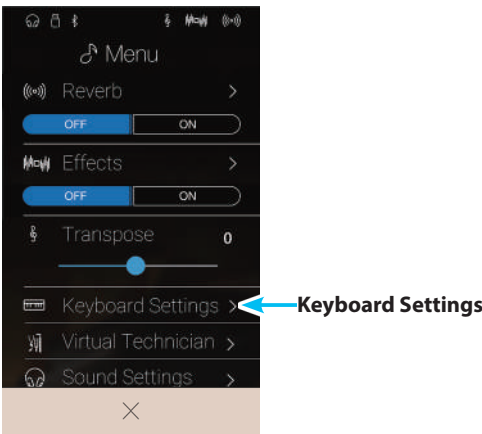 Menu
Reverb
OFF ON
Effects
OFF ON
Transpose 0
Keyboard Settings
Keyboard Settings
Virtual Technician
Sound Settings